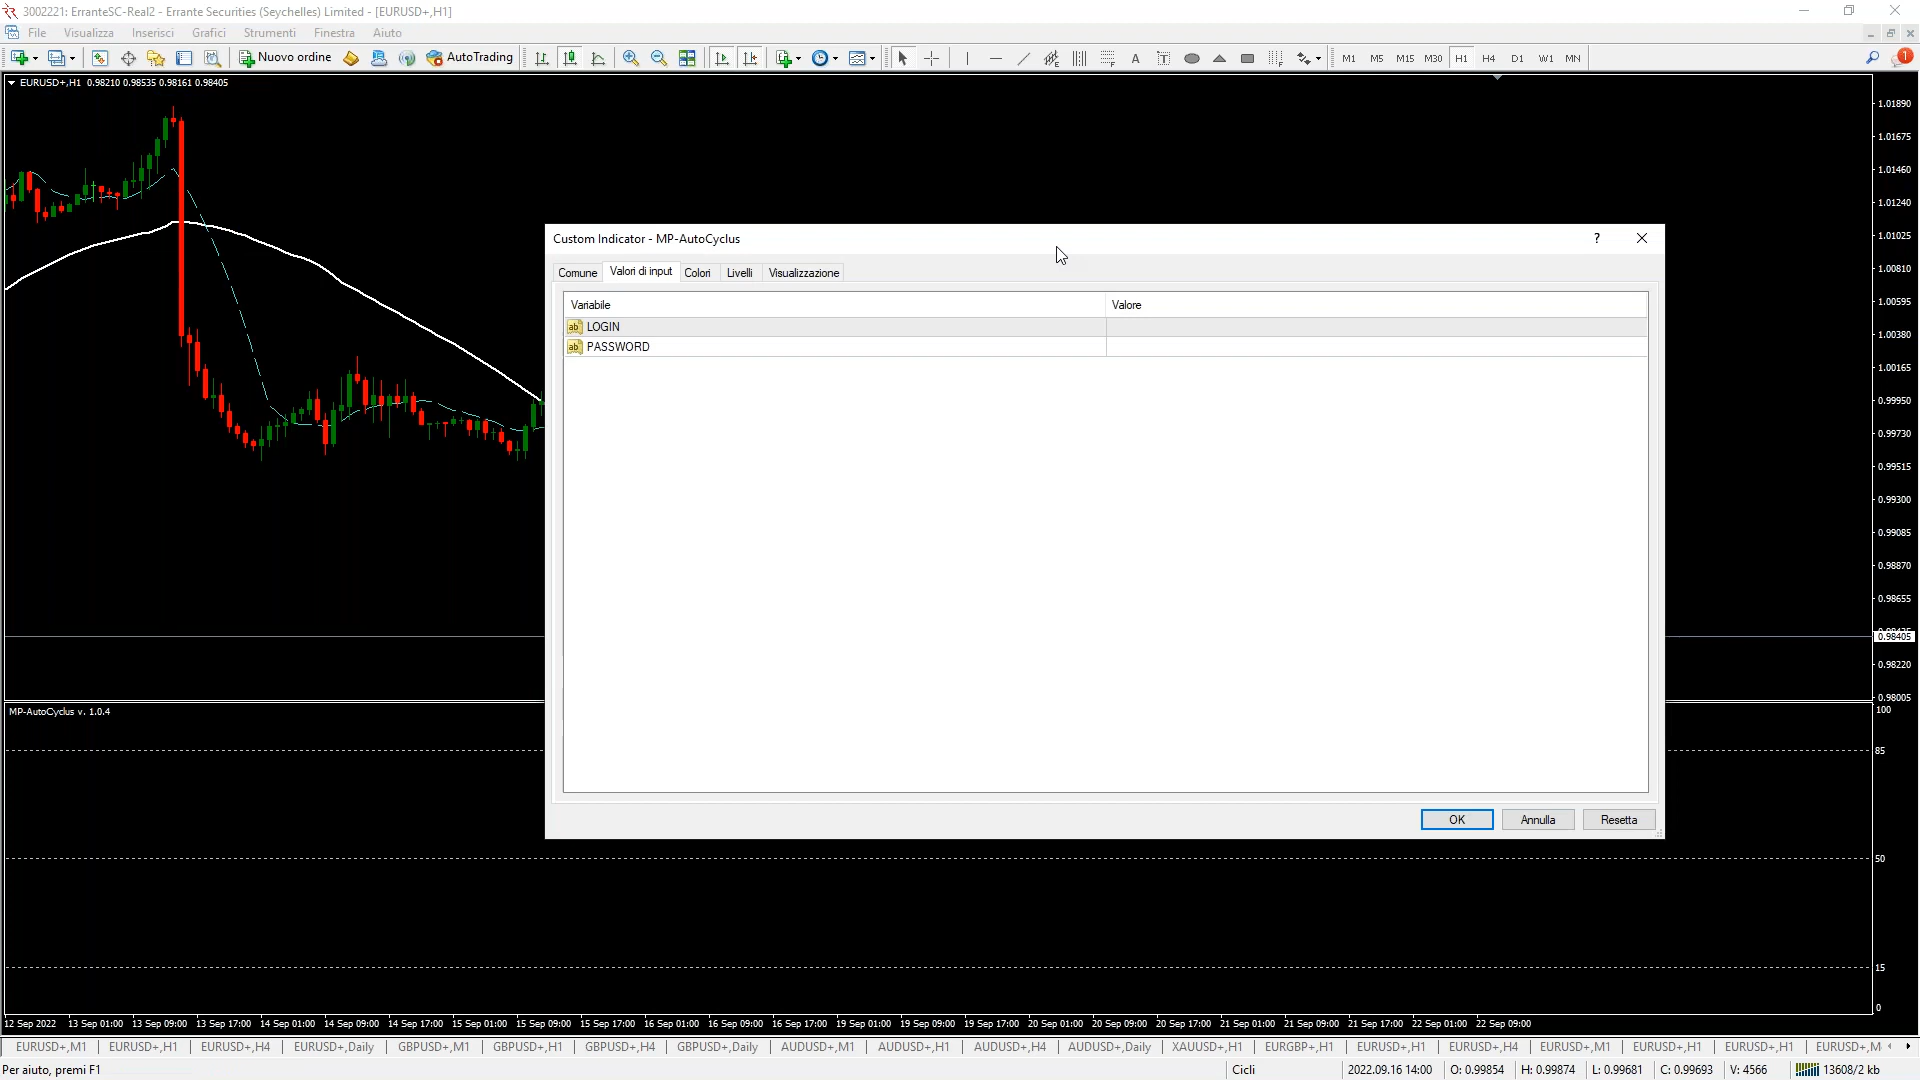 3002221: ErranteSC-Real2 - Errante Securities (Seychelles) Limited - [EURUSD+,H1]
File Visualizza Inserisci Grafici Strumenti Finestra Aiuto
Nuovo ordine AutoTrading A T M1 M5 M15 M30 H1 H4 D1 W1 MN 1
EURUSD+,H1 0.98210 0.98535 0.98161 0.98405
1.01890
1.01675
1.01460
1.01240
1.01025
1.00810
1.00595
1.00380
1.00165
0.99950
0.99730
0.99515
0.99300
0.99085
0.98870
0.98655
0.98405
0.98220
0.98005
Custom Indicator - MP-AutoCyclus ?
Comune Valori di input Colori Livelli Visualizzazione
Variabile Valore
ab LOGIN
ab PASSWORD
OK Annulla Resetta
MP-AutoCyclus v. 1.0.4
100
85
50
15
0
12 Sep 2022 13 Sep 01:00 13 Sep 09:00 13 Sep 17:00 14 Sep 01:00 14 Sep 09:00 14 Sep 17:00 15 Sep 01:00 15 Sep 09:00 15 Sep 17:00 16 Sep 01:00 16 Sep 09:00 16 Sep 17:00 19 Sep 01:00 19 Sep 09:00 19 Sep 17:00 20 Sep 01:00 20 Sep 09:00 20 Sep 17:00 21 Sep 01:00 21 Sep 09:00 21 Sep 17:00 22 Sep 01:00 22 Sep 09:00
EURUSD+,M1 EURUSD+,H1 EURUSD+,H4 EURUSD+,Daily GBPUSD+,M1 GBPUSD+,H1 GBPUSD+,H4 GBPUSD+,Daily AUDUSD+,M1 AUDUSD+,H1 AUDUSD+,H4 AUDUSD+,Daily XAUUSD+,H1 EURGBP+,H1 EURUSD+,H1 EURUSD+,H4 EURUSD+,M1 EURUSD+,H1 EURUSD+,H1 EURUSD+,M
Per aiuto, premi F1 Cicli 2022.09.16 14:00 O: 0.99854 H: 0.99874 L: 0.99681 C: 0.99693 V: 4566 13608/2 kb